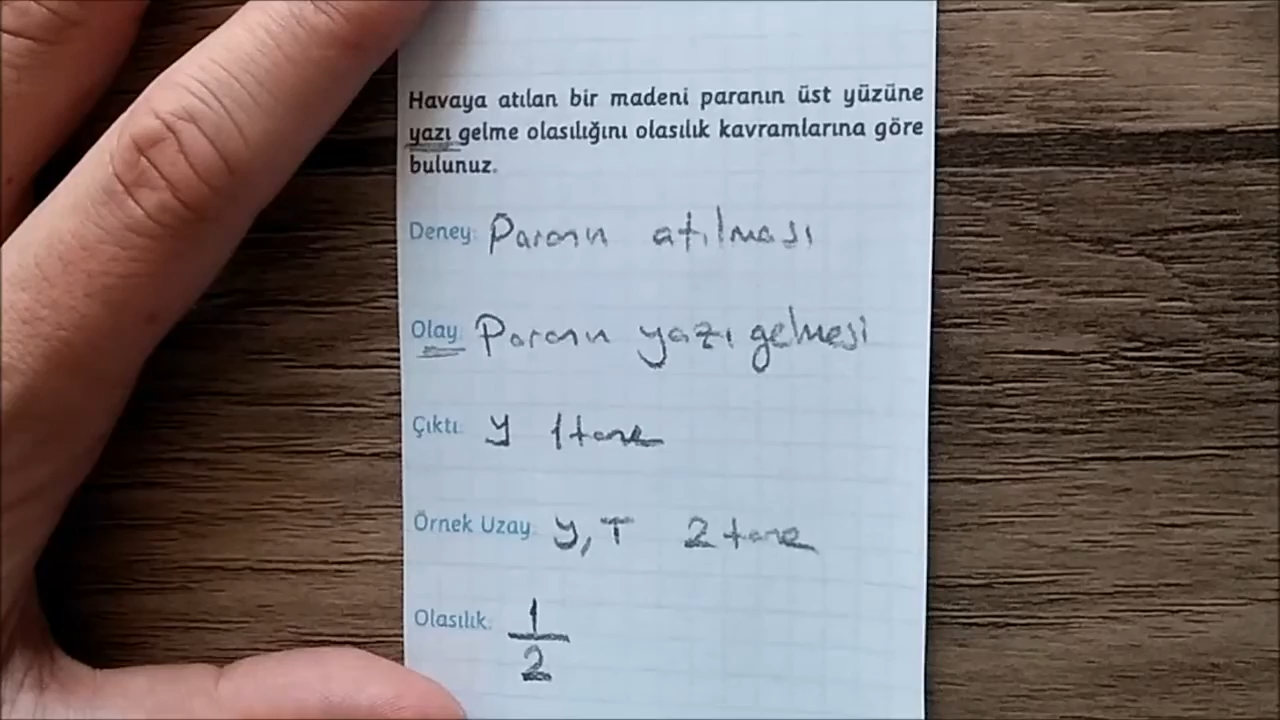 Havaya atılan bir madeni paranın üst yüzüne
yazı gelme olasılığını olasılık kavramlarına göre
bulunuz.
Deney: Paranın atılması
Olay: Paranın yazı gelmesi
Çıktı: Y 1 tane
Örnek Uzay: Y, T 2 tane
Olasılık: 1
2